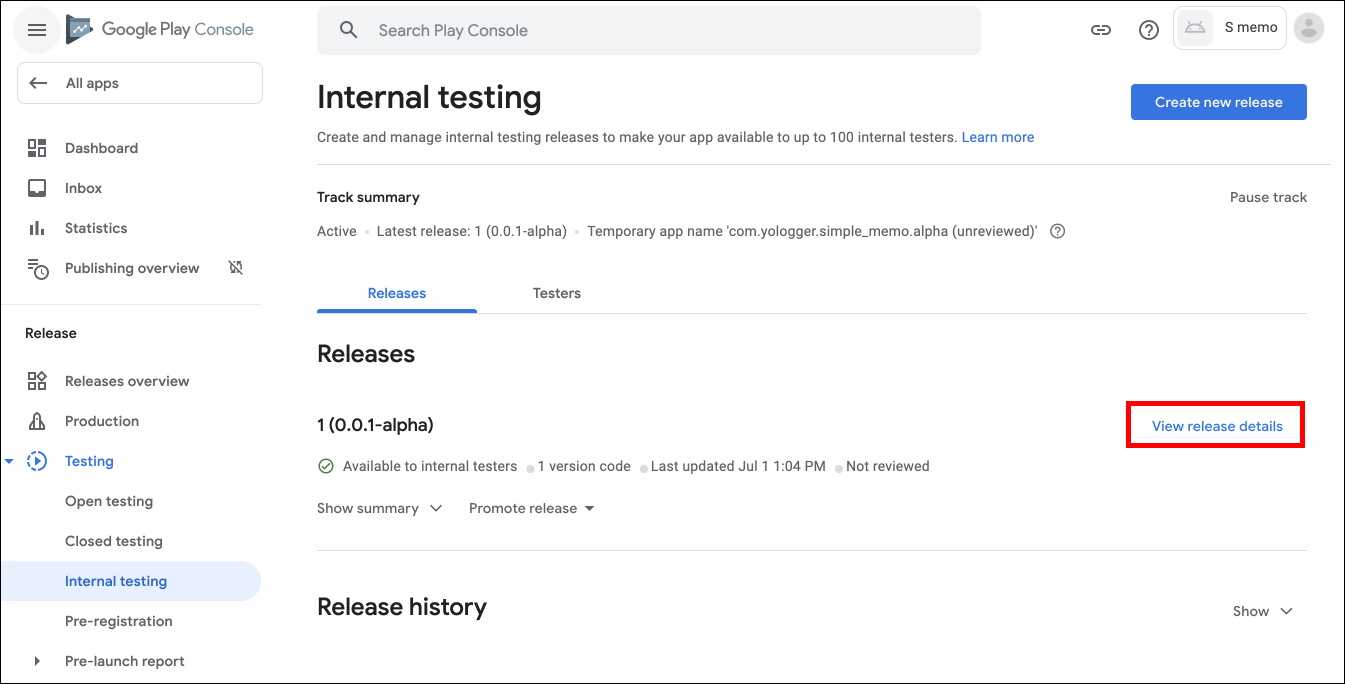 Google Play Console
Search Play Console
S memo
All apps
Dashboard
Inbox
Statistics
Publishing overview
Release
Releases overview
Production
Testing
Open testing
Closed testing
Internal testing
Pre-registration
Pre-launch report
Internal testing
Create new release
Create and manage internal testing releases to make your app available to up to 100 internal testers. Learn more
Track summary
Pause track
Active • Latest release: 1 (0.0.1-alpha) • Temporary app name 'com.yologger.simple_memo.alpha (unreviewed)'
Releases
Testers
Releases
1 (0.0.1-alpha)
View release details
Available to internal testers • 1 version code • Last updated Jul 1 1:04 PM • Not reviewed
Show summary
Promote release
Release history
Show